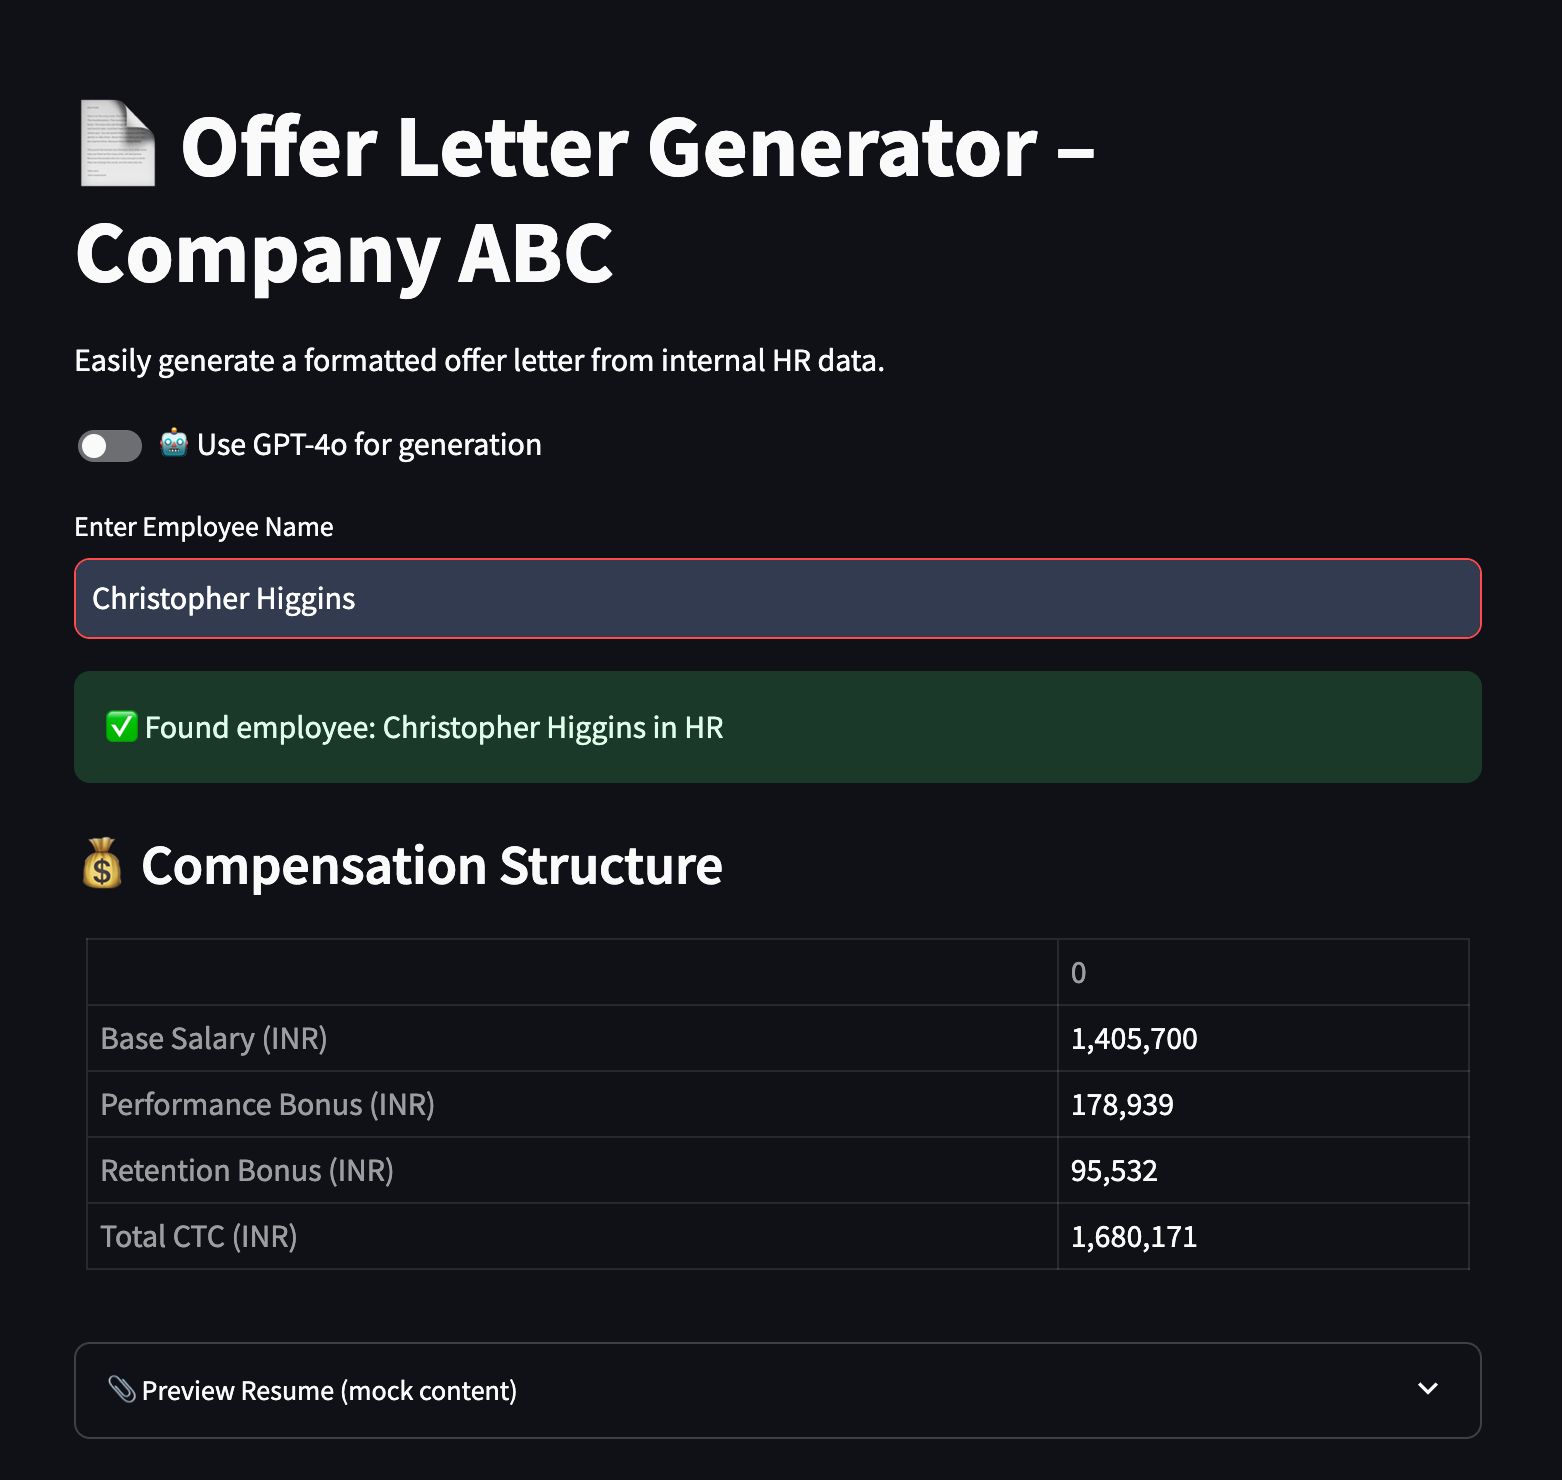 📄 Offer Letter Generator –
Company ABC
Easily generate a formatted offer letter from internal HR data.
🤖 Use GPT-4o for generation
Enter Employee Name
Christopher Higgins
✅ Found employee: Christopher Higgins in HR
💰 Compensation Structure
0
Base Salary (INR) 1,405,700
Performance Bonus (INR) 178,939
Retention Bonus (INR) 95,532
Total CTC (INR) 1,680,171
📎 Preview Resume (mock content)